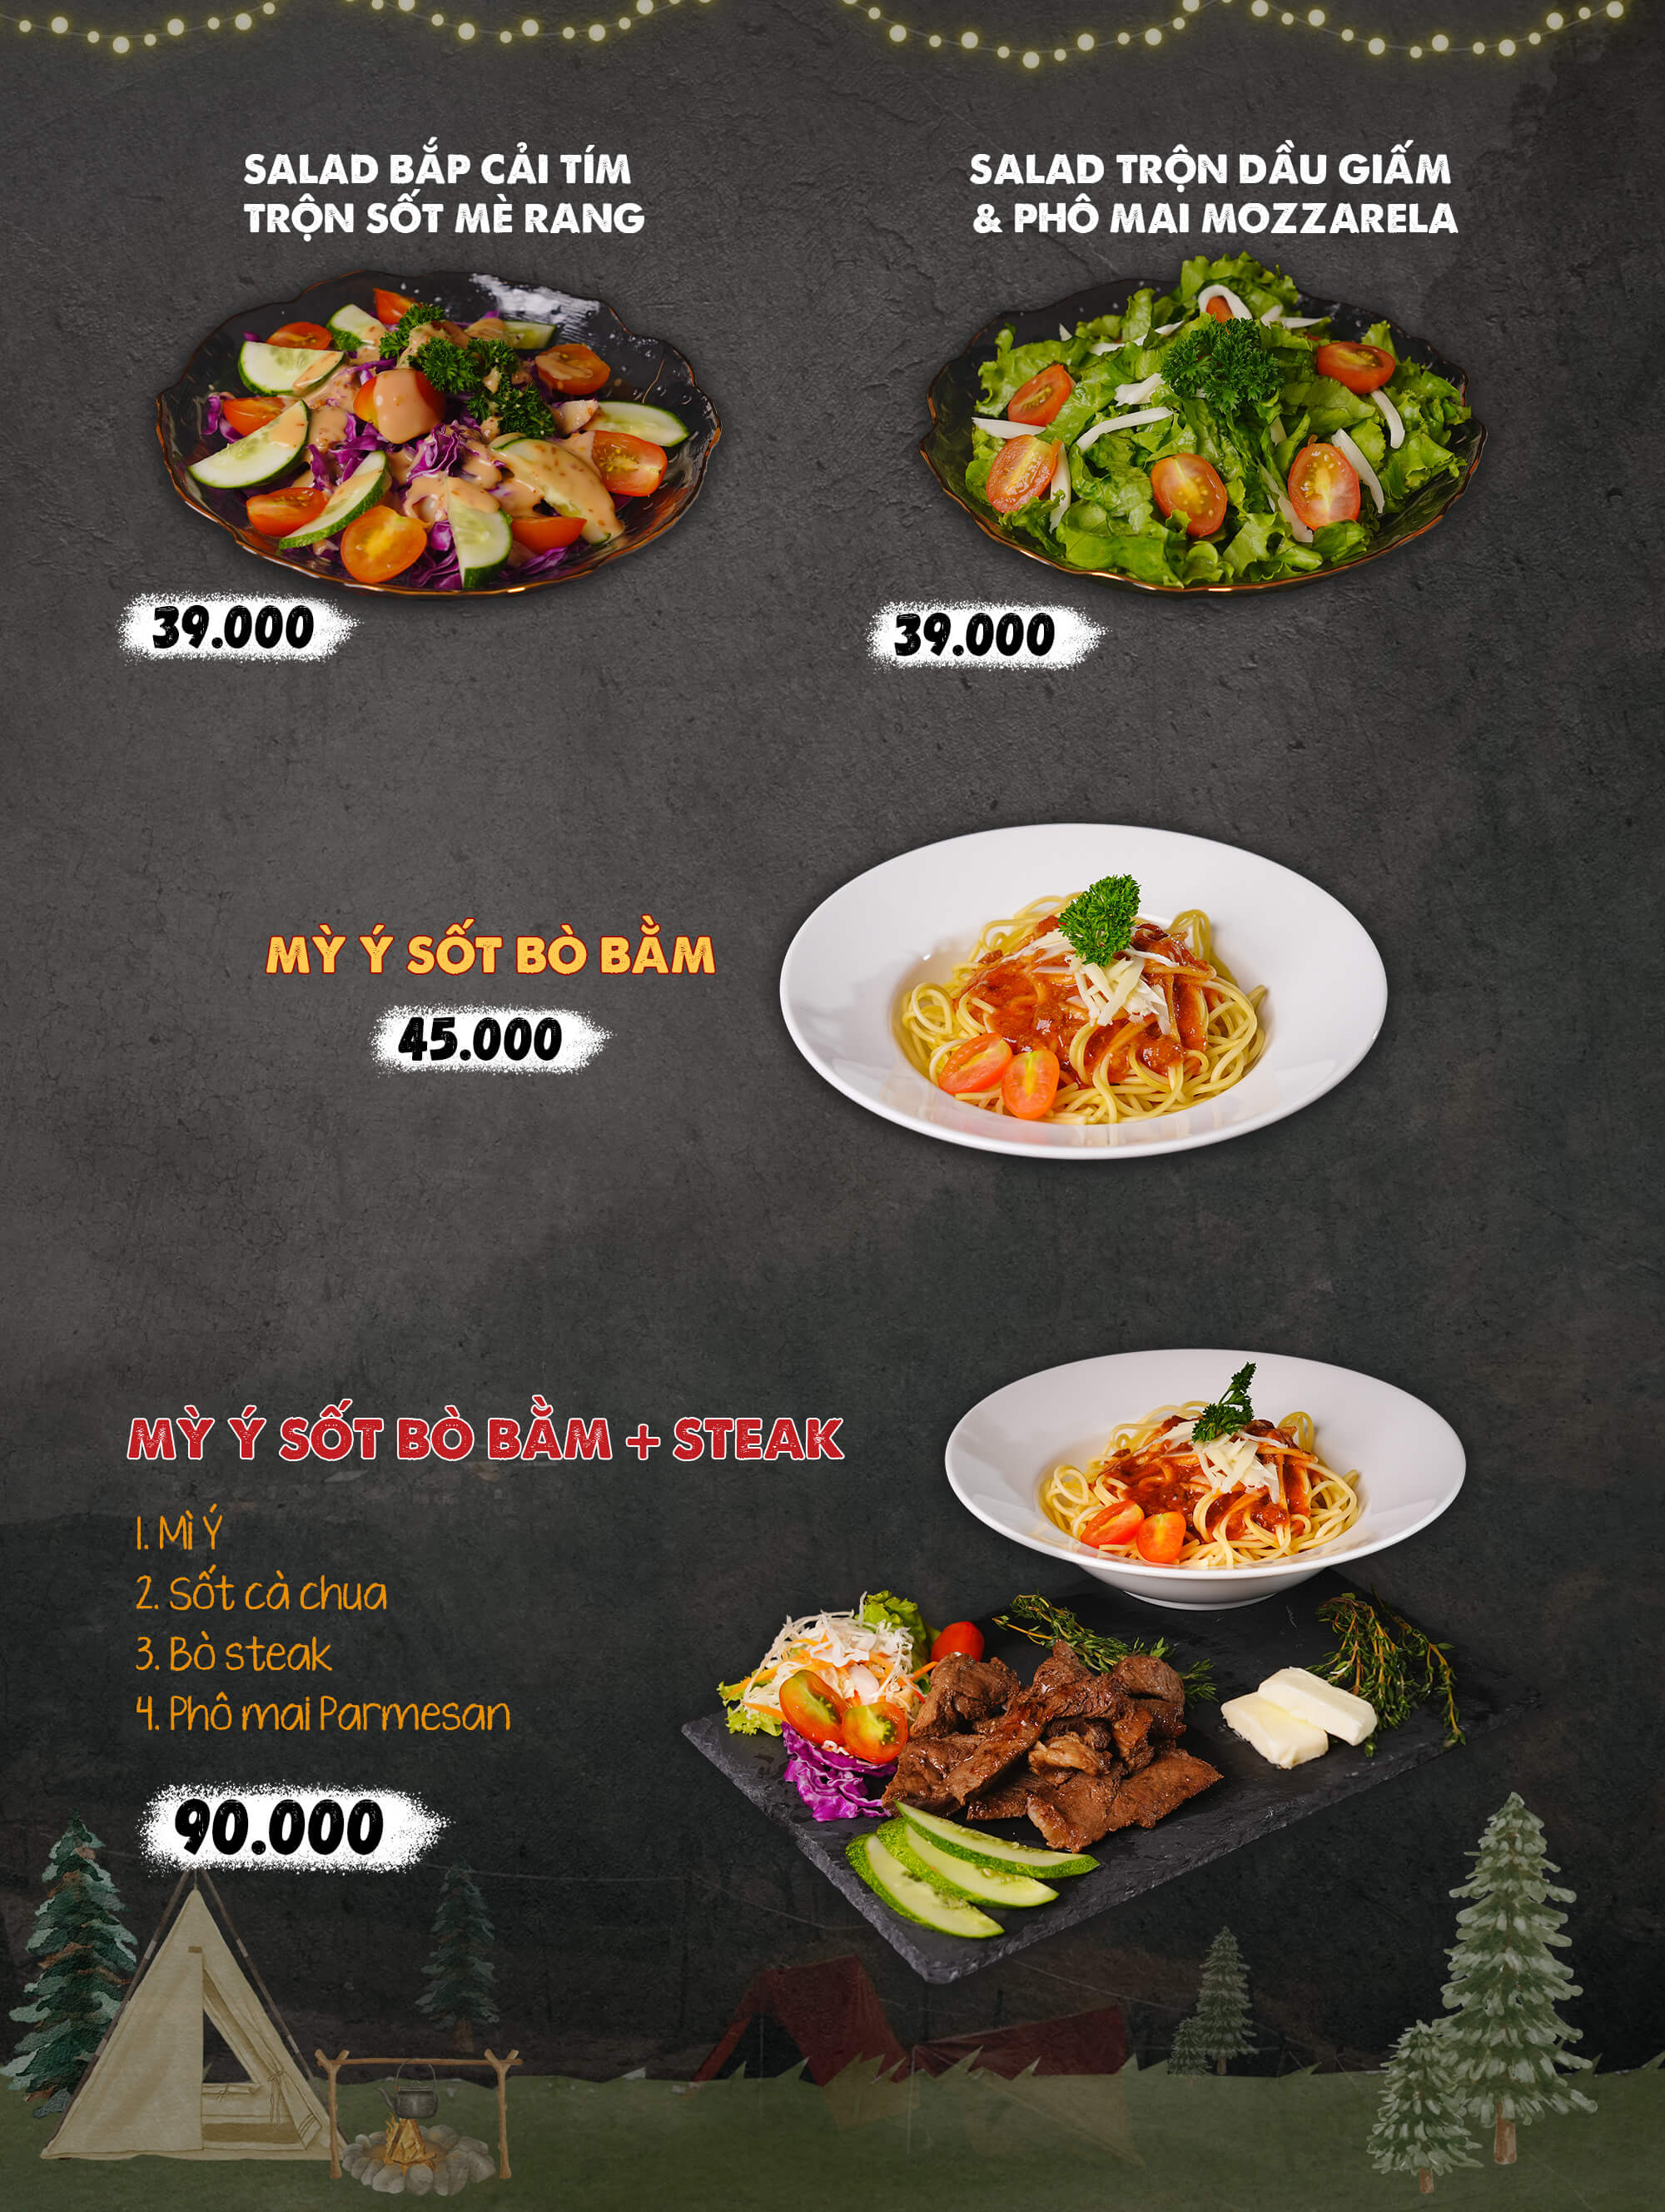 SALAD BẮP CẢI TÍM
TRỘN SỐT MÈ RANG
39.000
SALAD TRỘN DẦU GIẤM
& PHÔ MAI MOZZARELA
39.000
MỲ Ý SỐT BÒ BẰM
45.000
MỲ Ý SỐT BÒ BẰM + STEAK
1. Mì Ý
2. Sốt cà chua
3. Bò steak
4. Phô mai Parmesan
90.000